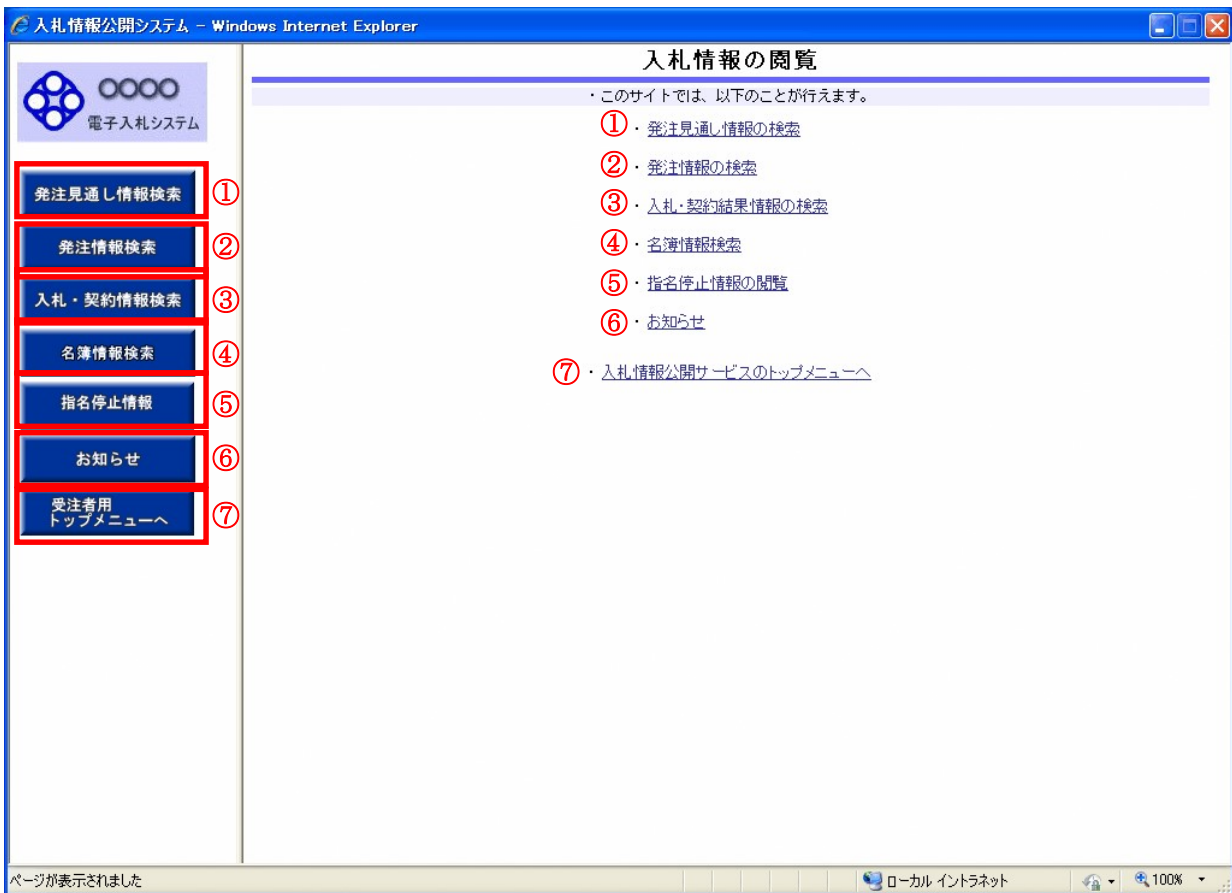 入札情報公開システム - Windows Internet Explorer
○○○○
電子入札システム
発注見通し情報検索 ①
発注情報検索 ②
入札・契約情報検索 ③
名簿情報検索 ④
指名停止情報 ⑤
お知らせ ⑥
受注者用
トップメニューへ ⑦
入札情報の閲覧
・このサイトでは、以下のことが行えます。
①・発注見通し情報の検索
②・発注情報の検索
③・入札・契約結果情報の検索
④・名簿情報検索
⑤・指名停止情報の閲覧
⑥・お知らせ
⑦・入札情報公開サービスのトップメニューへ
ページが表示されました
ローカル イントラネット
100%